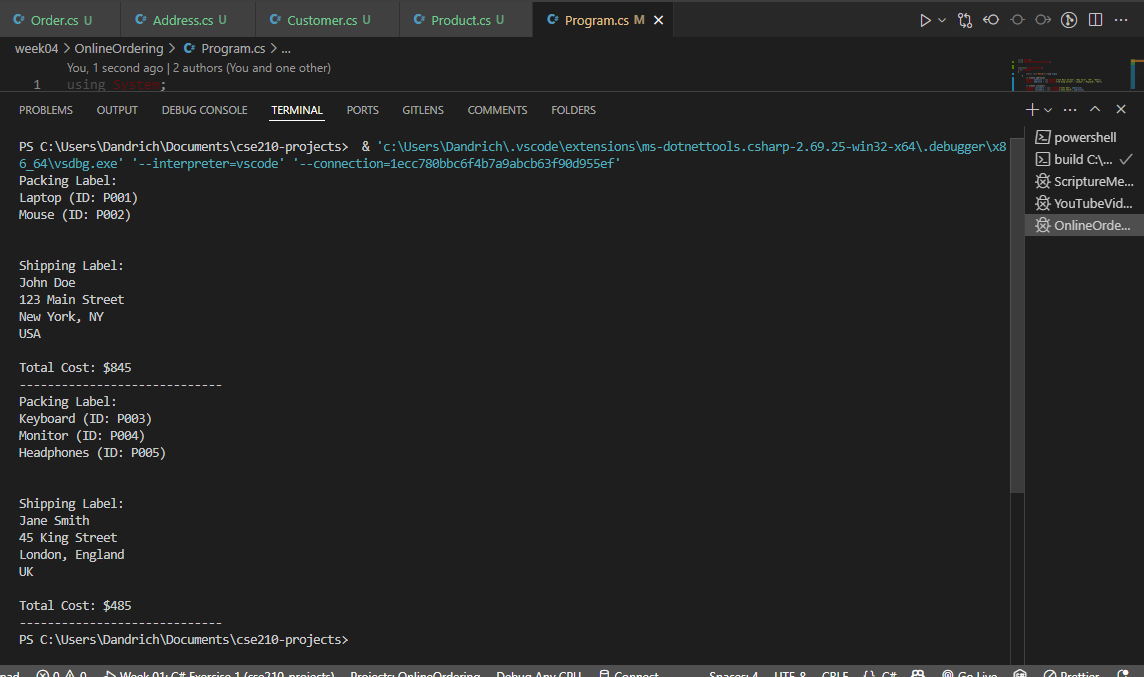 Order.cs U
Address.cs U
Customer.cs U
Product.cs U
Program.cs M
week04 > OnlineOrdering > Program.cs > ...
You, 1 second ago | 2 authors (You and one other)
1 using System;
PROBLEMS OUTPUT DEBUG CONSOLE TERMINAL PORTS GITLENS COMMENTS FOLDERS
PS C:\Users\Dandrich\Documents\cse210-projects>  & 'c:\Users\Dandrich\.vscode\extensions\ms-dotnettools.csharp-2.69.25-win32-x64\.debugger\x8
6_64\vsdbg.exe' '--interpreter=vscode' '--connection=1ecc780bbc6f4b7a9abcb63f90d955ef'
Packing Label:
Laptop (ID: P001)
Mouse (ID: P002)
Shipping Label:
John Doe
123 Main Street
New York, NY
USA
Total Cost: $845
-----------------------------
Packing Label:
Keyboard (ID: P003)
Monitor (ID: P004)
Headphones (ID: P005)
Shipping Label:
Jane Smith
45 King Street
London, England
UK
Total Cost: $485
-----------------------------
PS C:\Users\Dandrich\Documents\cse210-projects>
powershell
build C:\...
ScriptureMe...
YouTubeVid...
OnlineOrde...
0 0 Week 01: C# Exercise 1 (cse210-projects) Projects: OnlineOrdering Debug Any CPU Connect Spaces: 4 UTF-8 CRLF {} C# Go Live Prettier